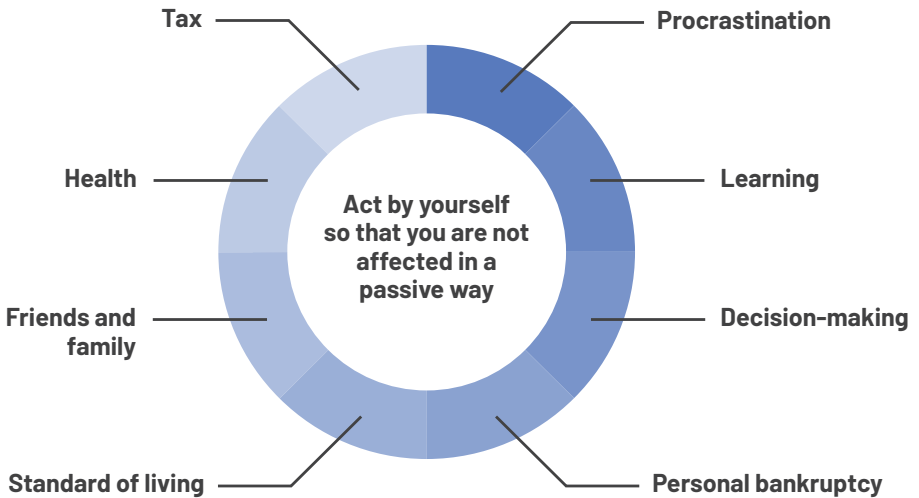 Tax
Procrastination
Health
Learning
Act by yourself
so that you are not
affected in a
passive way
Friends and
family
Decision-making
Standard of living
Personal bankruptcy